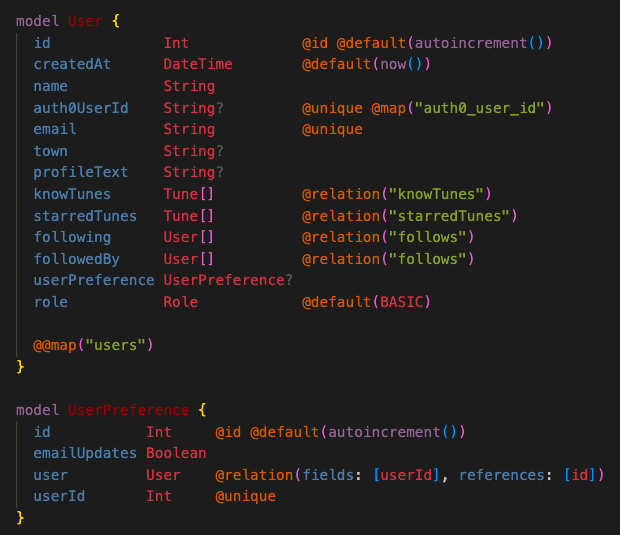 model User {
  id             Int             @id @default(autoincrement())
  createdAt      DateTime        @default(now())
  name           String
  auth0UserId    String?         @unique @map("auth0_user_id")
  email          String          @unique
  town           String?
  profileText    String?
  knowTunes      Tune[]          @relation("knowTunes")
  starredTunes   Tune[]          @relation("starredTunes")
  following      User[]          @relation("follows")
  followedBy     User[]          @relation("follows")
  userPreference UserPreference?
  role           Role            @default(BASIC)

  @@map("users")
}

model UserPreference {
  id           Int     @id @default(autoincrement())
  emailUpdates Boolean
  user         User    @relation(fields: [userId], references: [id])
  userId       Int     @unique
}